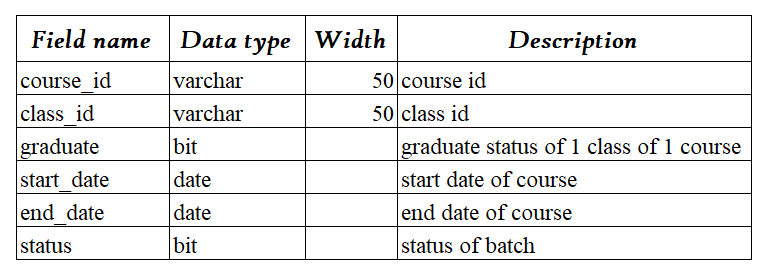 Field name Data type Width Description
course_id varchar 50 course id
class_id varchar 50 class id
graduate bit graduate status of 1 class of 1 course
start_date date start date of course
end_date date end date of course
status bit status of batch